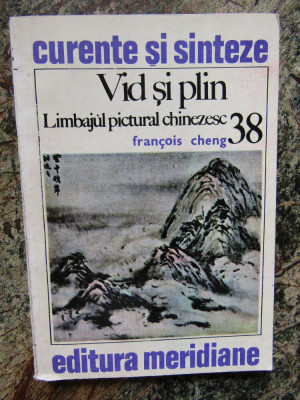 curente și sinteze
Vid și plin
Limbajul pictural chinezesc 38
françois cheng
editura meridiane